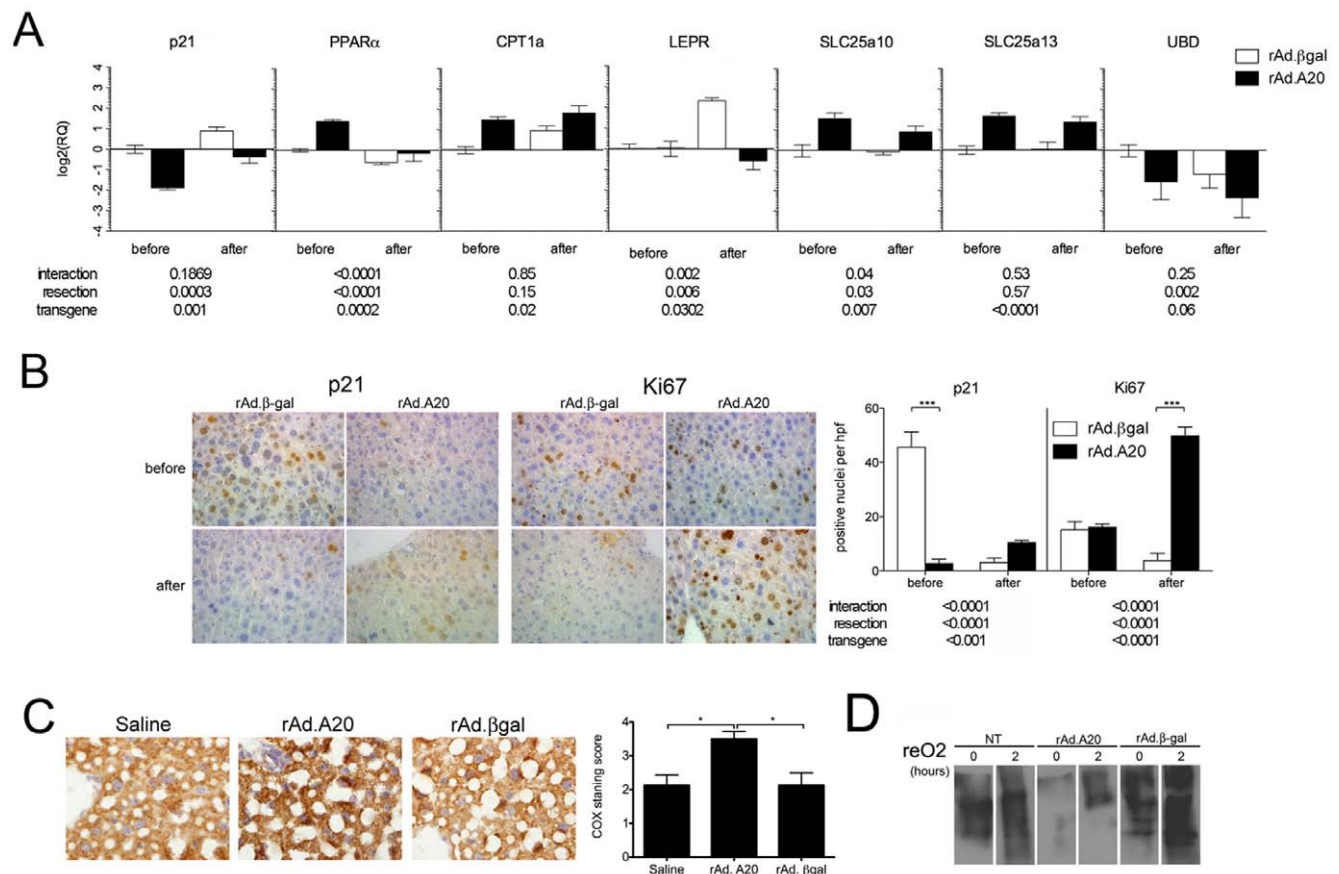 A
p21 PPARα CPT1a LEPR SLC25a10 SLC25a13 UBD
rAd.βgal
rAd.A20
log2(RQ)
4
3
2
1
0
-1
-2
-3
-4
before after before after before after before after before after before after before after
interaction 0.1869 <0.0001 0.85 0.002 0.04 0.53 0.25
resection 0.0003 <0.0001 0.15 0.006 0.03 0.57 0.002
transgene 0.001 0.0002 0.02 0.0302 0.007 <0.0001 0.06
B
p21 Ki67
rAd.β-gal rAd.A20 rAd.β-gal rAd.A20
before
after
p21 Ki67
positive nuclei per hpf
60
40
20
0
*** ***
rAd.βgal
rAd.A20
before after before after
interaction <0.0001 <0.0001
resection <0.0001 <0.0001
transgene <0.001 <0.0001
C
Saline rAd.A20 rAd.βgal
COX staning score
4
3
2
1
0
* *
Saline rAd. A20 rAd. βgal
D
NT rAd.A20 rAd.β-gal
reO2 0 2 0 2 0 2
(hours)